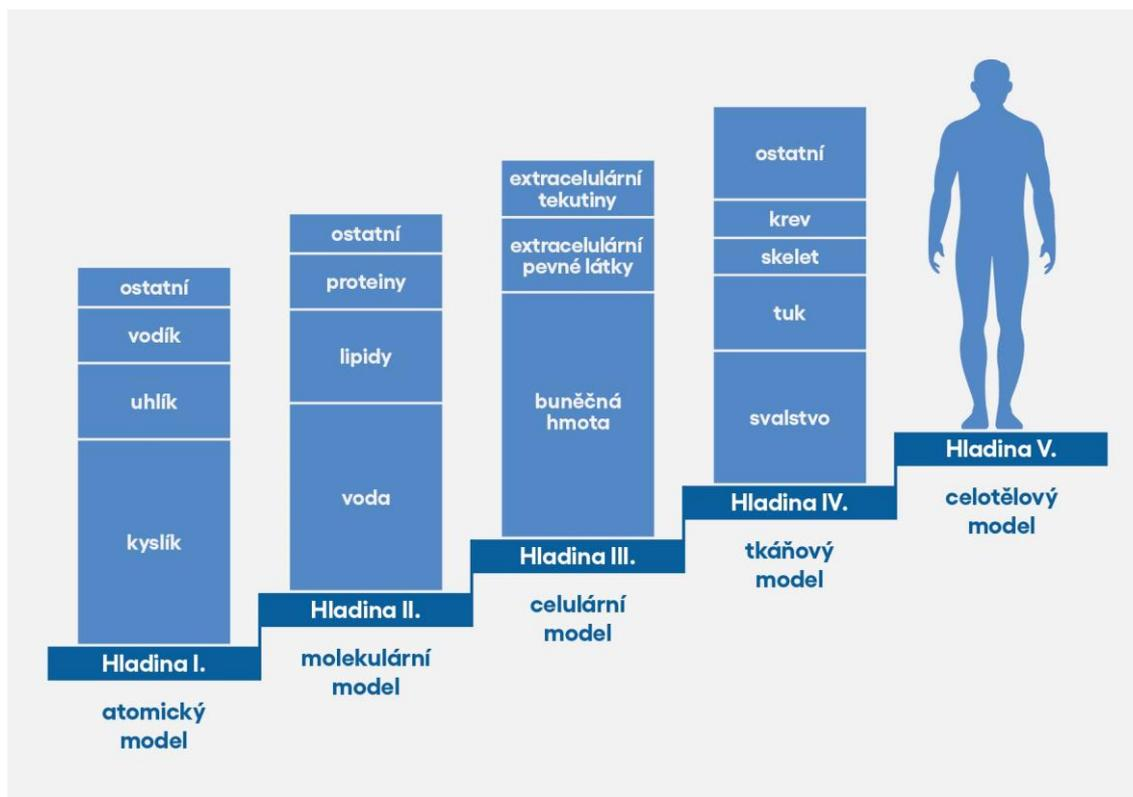 ostatní
vodík
uhlík
kyslík
Hladina I.
atomický
model
ostatní
proteiny
lipidy
voda
Hladina II.
molekulární
model
extracelulární
tekutiny
extracelulární
pevné látky
buněčná
hmota
Hladina III.
celulární
model
ostatní
krev
skelet
tuk
svalstvo
Hladina IV.
tkáňový
model
Hladina V.
celotělový
model